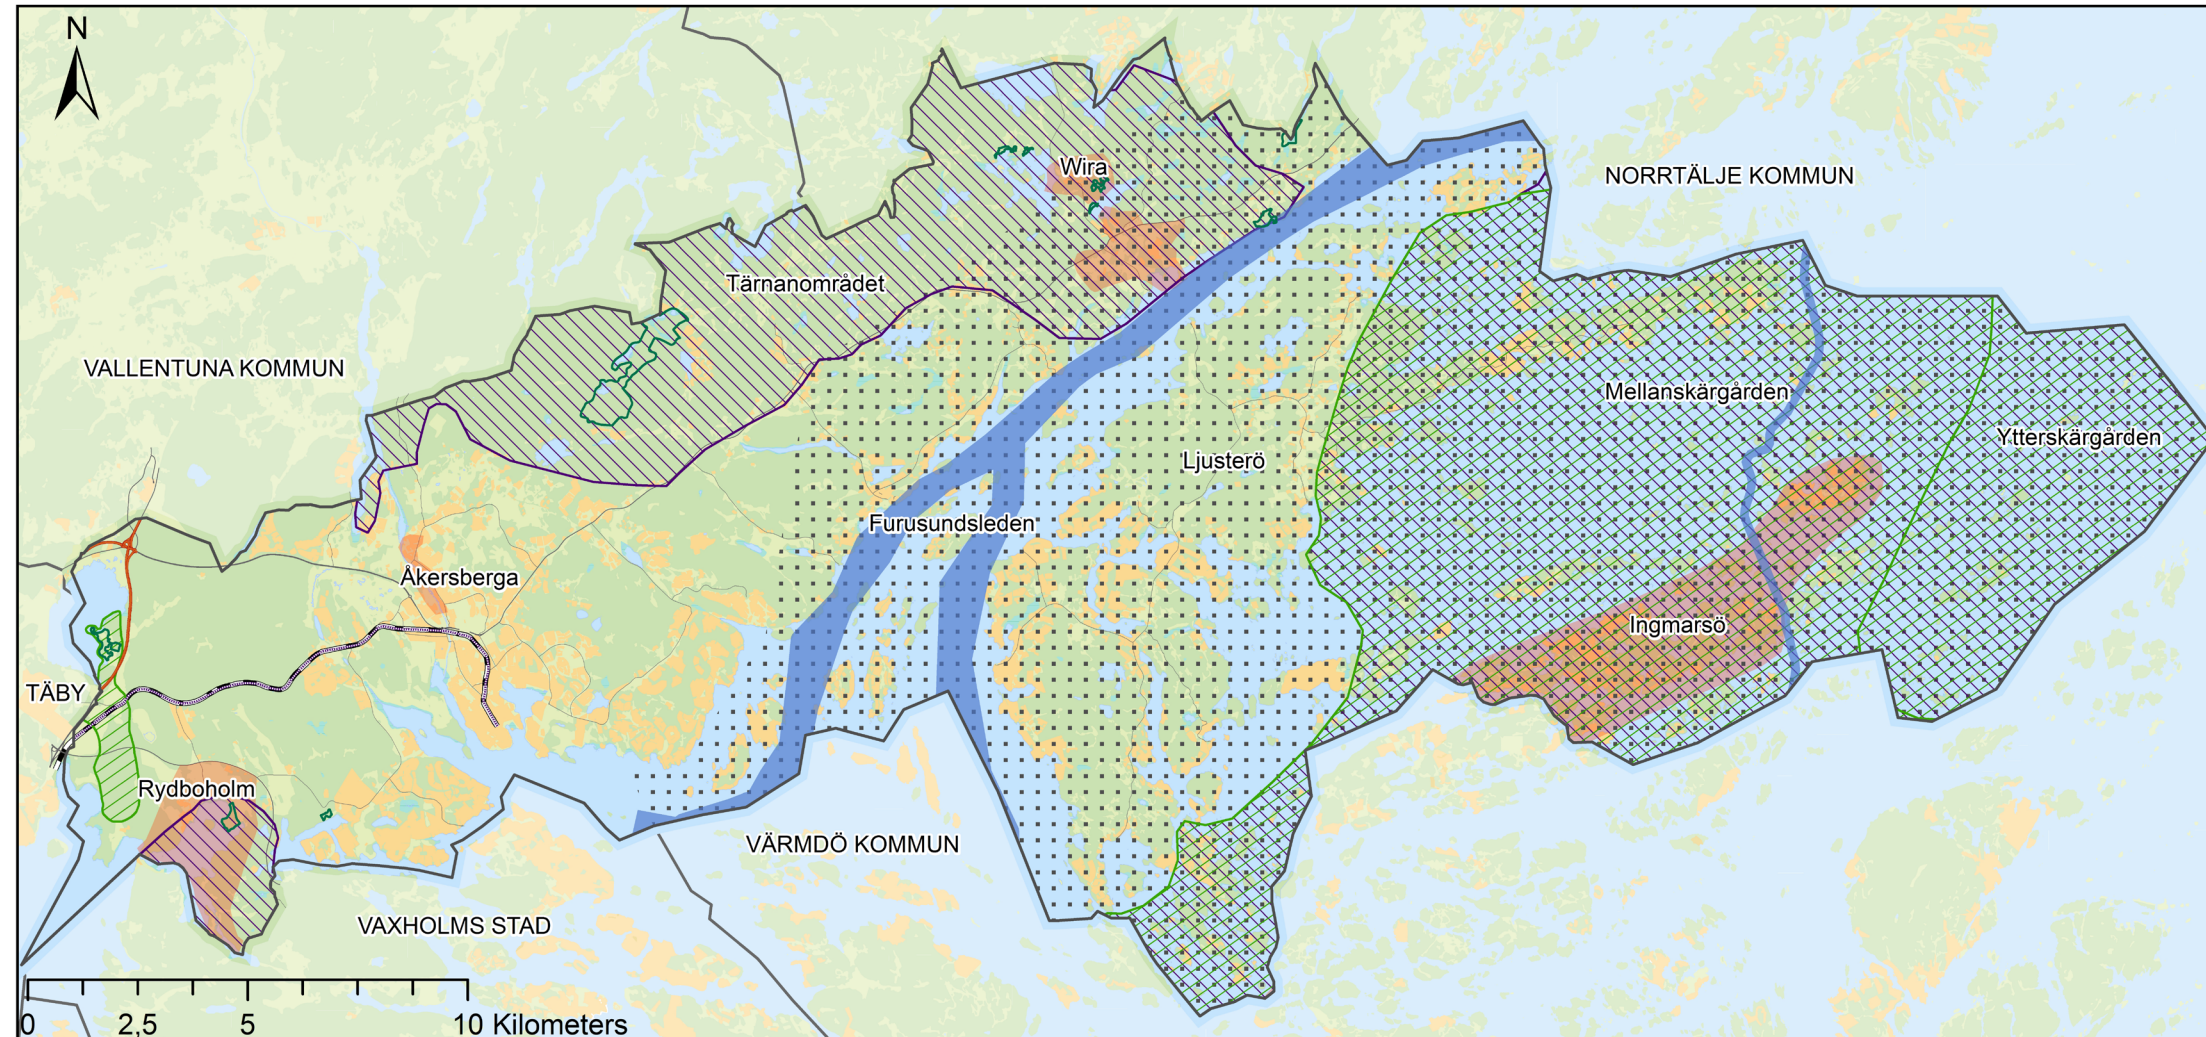 N
Wira
NORRTÄLJE KOMMUN
Tärnanområdet
VALLENTUNA KOMMUN
Mellanskärgården
Ytterskärgården
Ljusterö
Furusundsleden
Åkersberga
Ingmarsö
TÄBY
Rydboholm
VÄRMDÖ KOMMUN
VAXHOLMS STAD
0 2,5 5 10 Kilometers